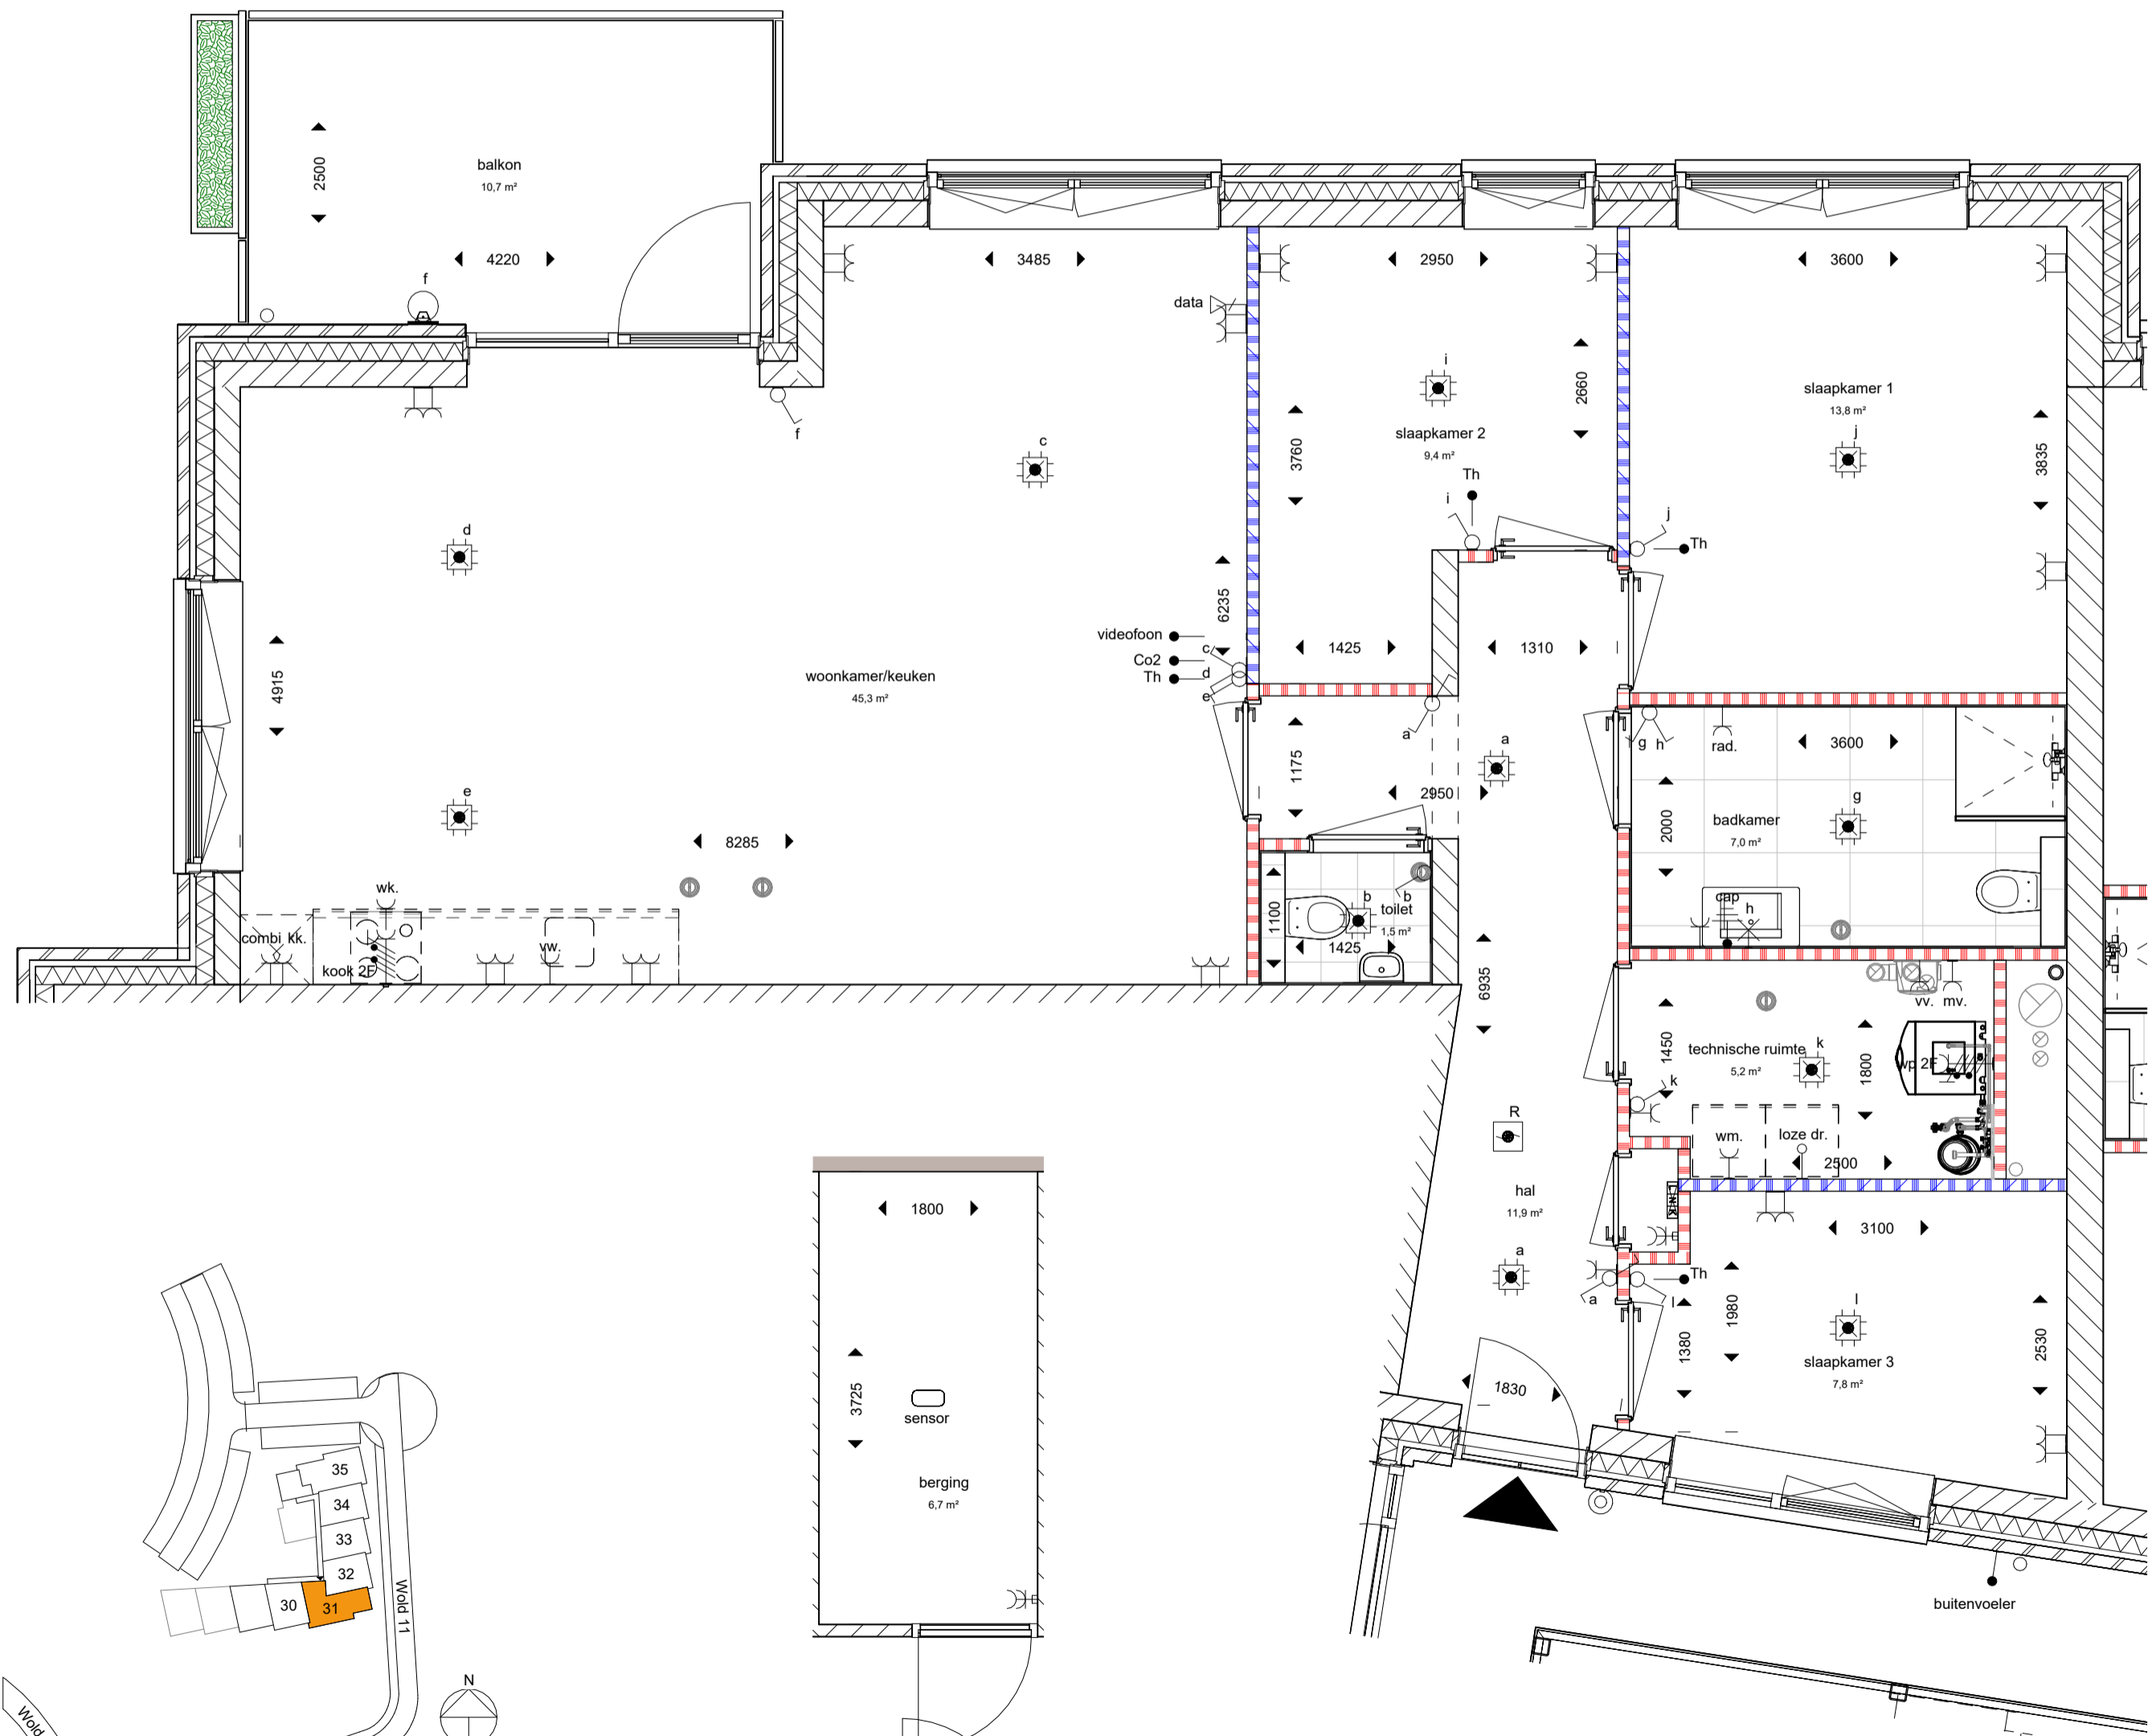 balkon
10,7 m²
2500
4220
f
3485
2950
3600
data
i
2660
slaapkamer 1
13,8 m²
j
f
c
3760
slaapkamer 2
9,4 m²
3835
Th
i
j
Th
d
6235
videofoon
c
Co2
d
Th
e
1425
1310
4915
woonkamer/keuken
45,3 m²
a
a
g
h
rad.
3600
1175
2950
e
2000
badkamer
7,0 m²
g
8285
wk.
combi kk.
kook 2F
vw.
1100
b
b
toilet
1,5 m²
1425
cap
h
6935
vv.
mv.
1450
technische ruimte
5,2 m²
k
1800
wp 2F
k
R
wm.
loze dr.
2500
hal
11,9 m²
3100
a
a
Th
l
1380
1980
l
slaapkamer 3
7,8 m²
2530
1830
buitenvoeler
1800
3725
sensor
berging
6,7 m²
35
34
33
32
30
31
Wold 11
N
Wold